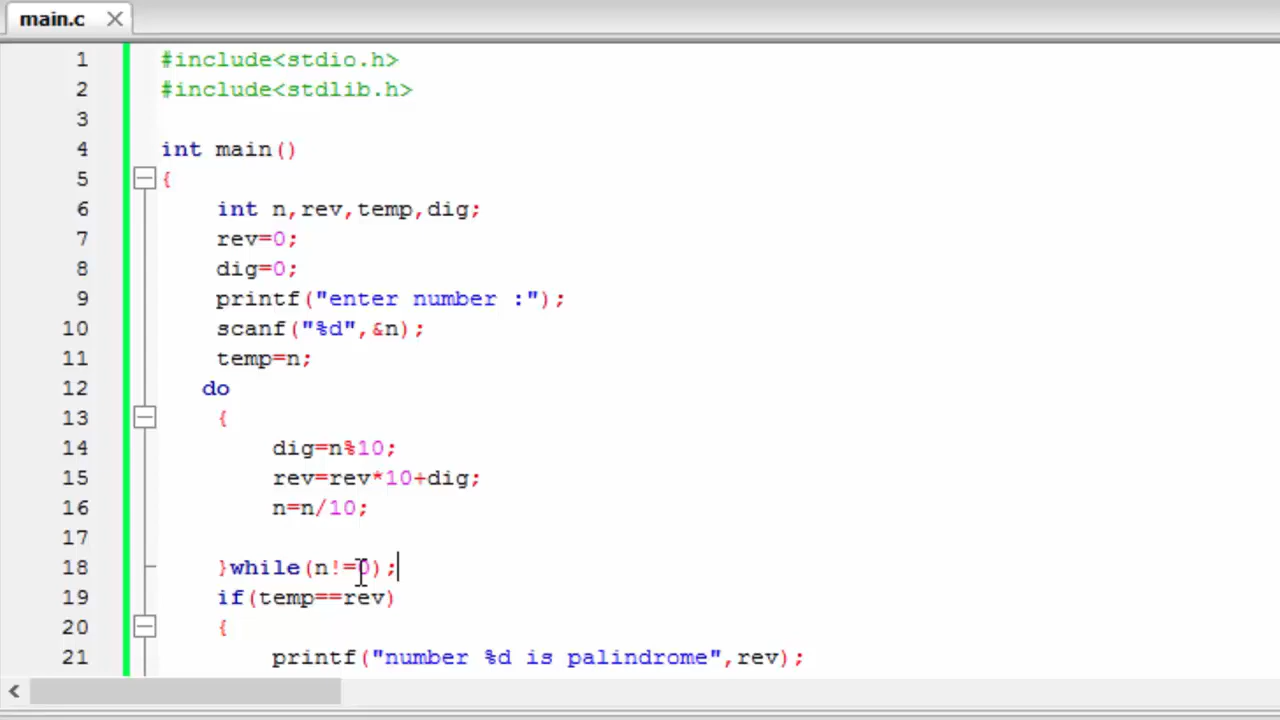 main.c
1 #include<stdio.h>
2 #include<stdlib.h>
3
4 int main()
5 {
6 int n,rev,temp,dig;
7 rev=0;
8 dig=0;
9 printf("enter number :");
10 scanf("%d",&n);
11 temp=n;
12 do
13 {
14 dig=n%10;
15 rev=rev*10+dig;
16 n=n/10;
17
18 }while(n!=0);
19 if(temp==rev)
20 {
21 printf("number %d is palindrome",rev);